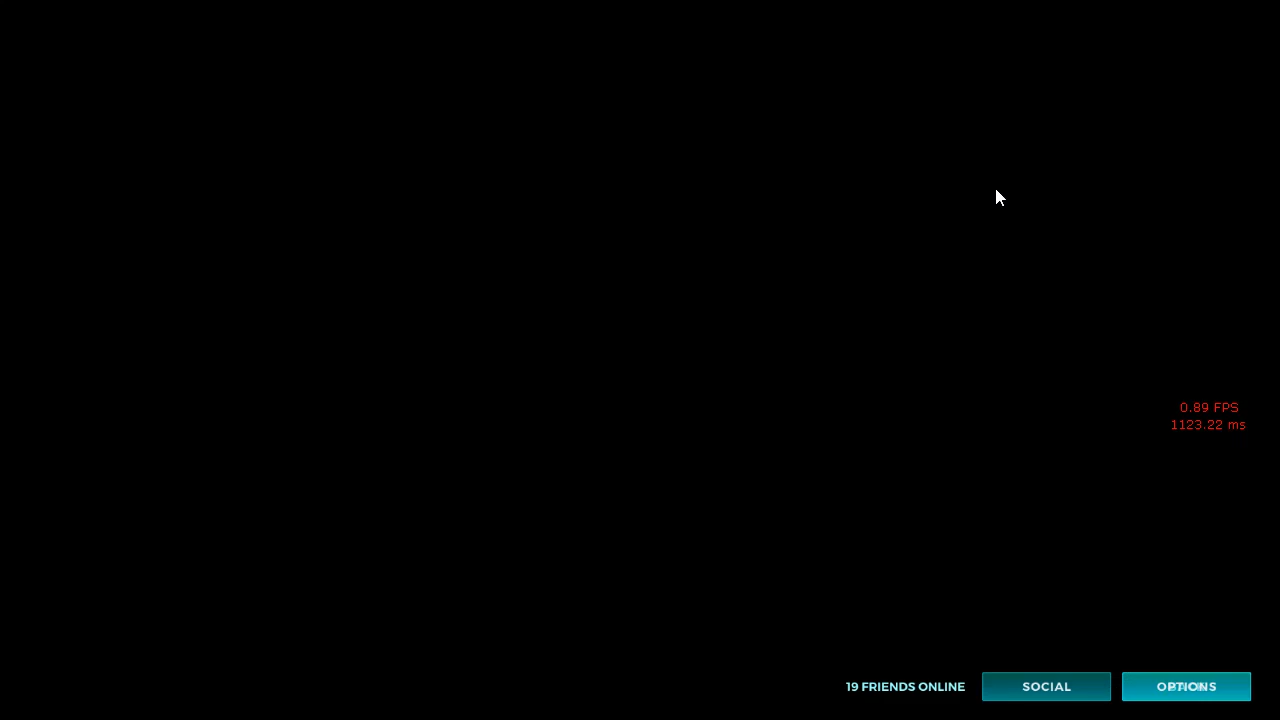 0.89 FPS
1123.22 ms
19 FRIENDS ONLINE
SOCIAL
OPTIONS